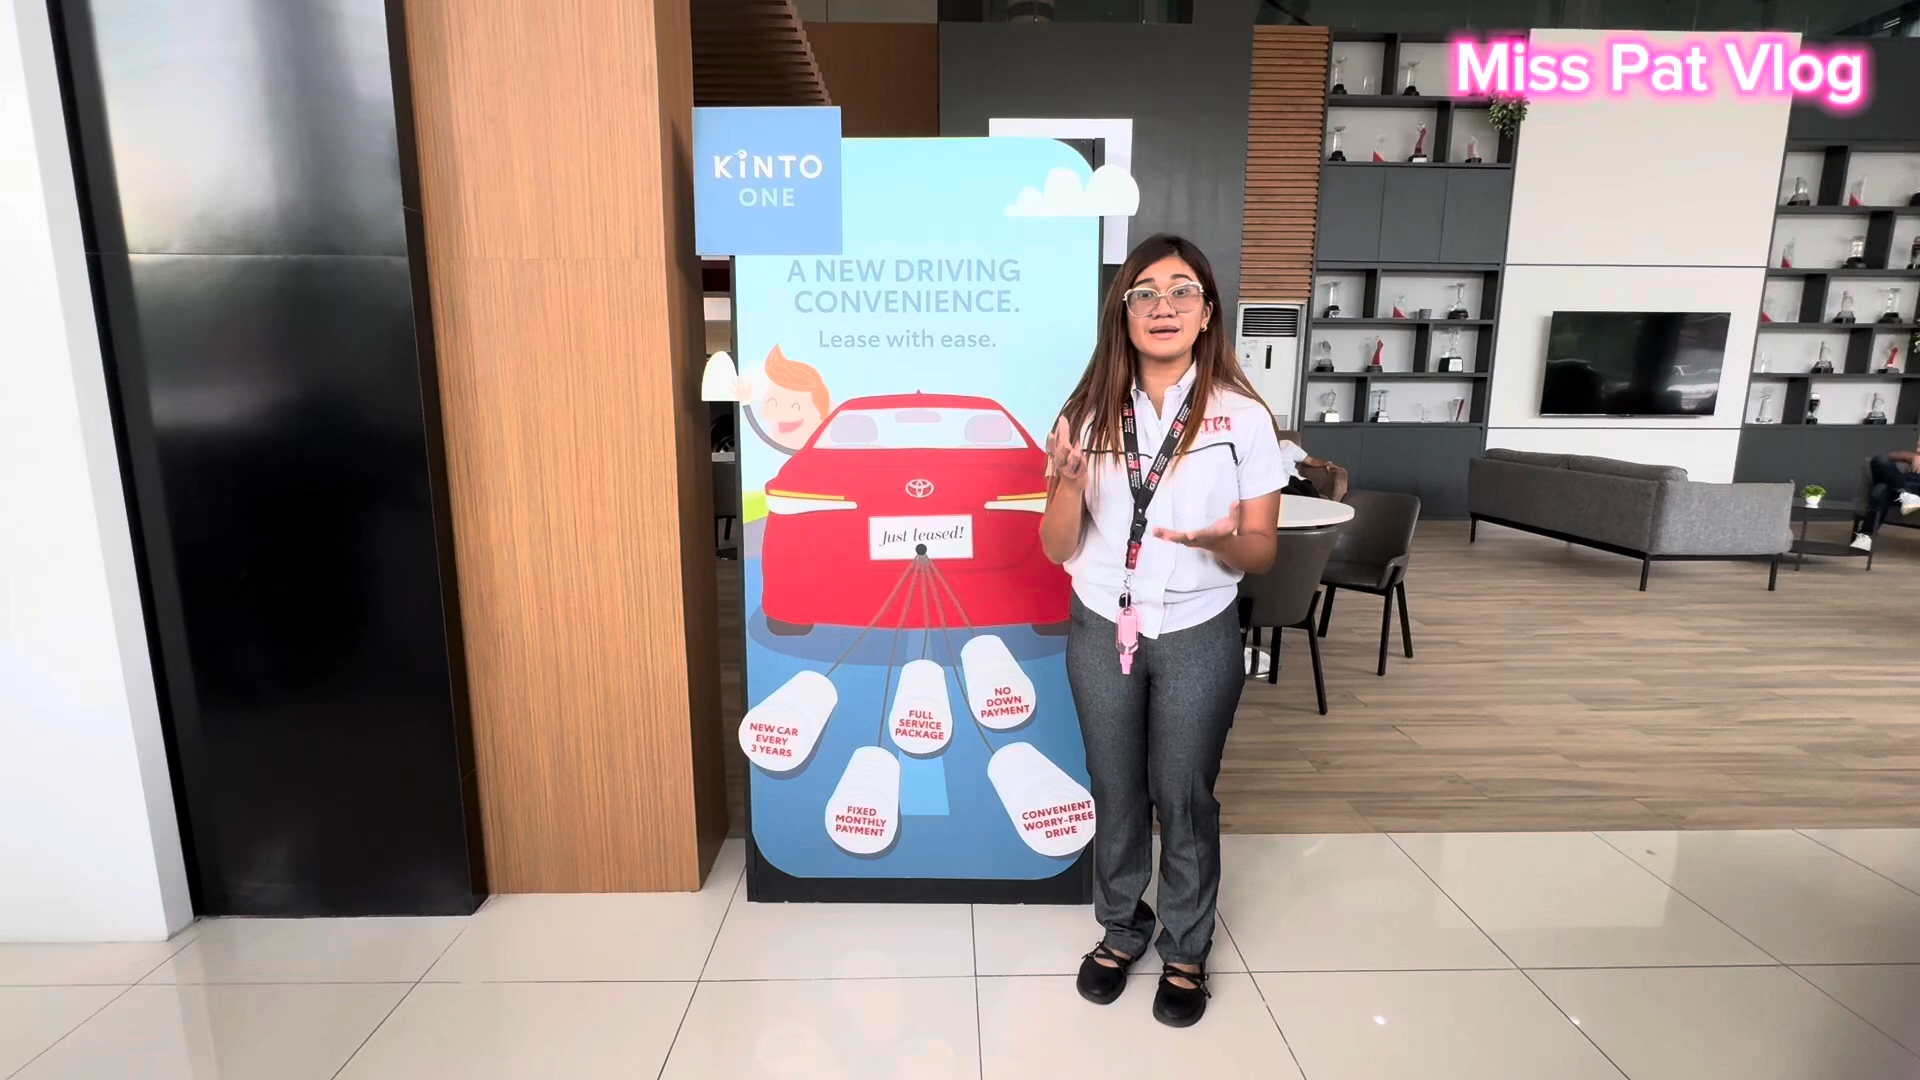 Miss Pat Vlog
KINTO
ONE
A NEW DRIVING
CONVENIENCE.
Lease with ease.
Just leased!
NEW CAR
EVERY
3 YEARS
FIXED
MONTHLY
PAYMENT
FULL
SERVICE
PACKAGE
NO
DOWN
PAYMENT
CONVENIENT
WORRY-FREE
DRIVE
GR